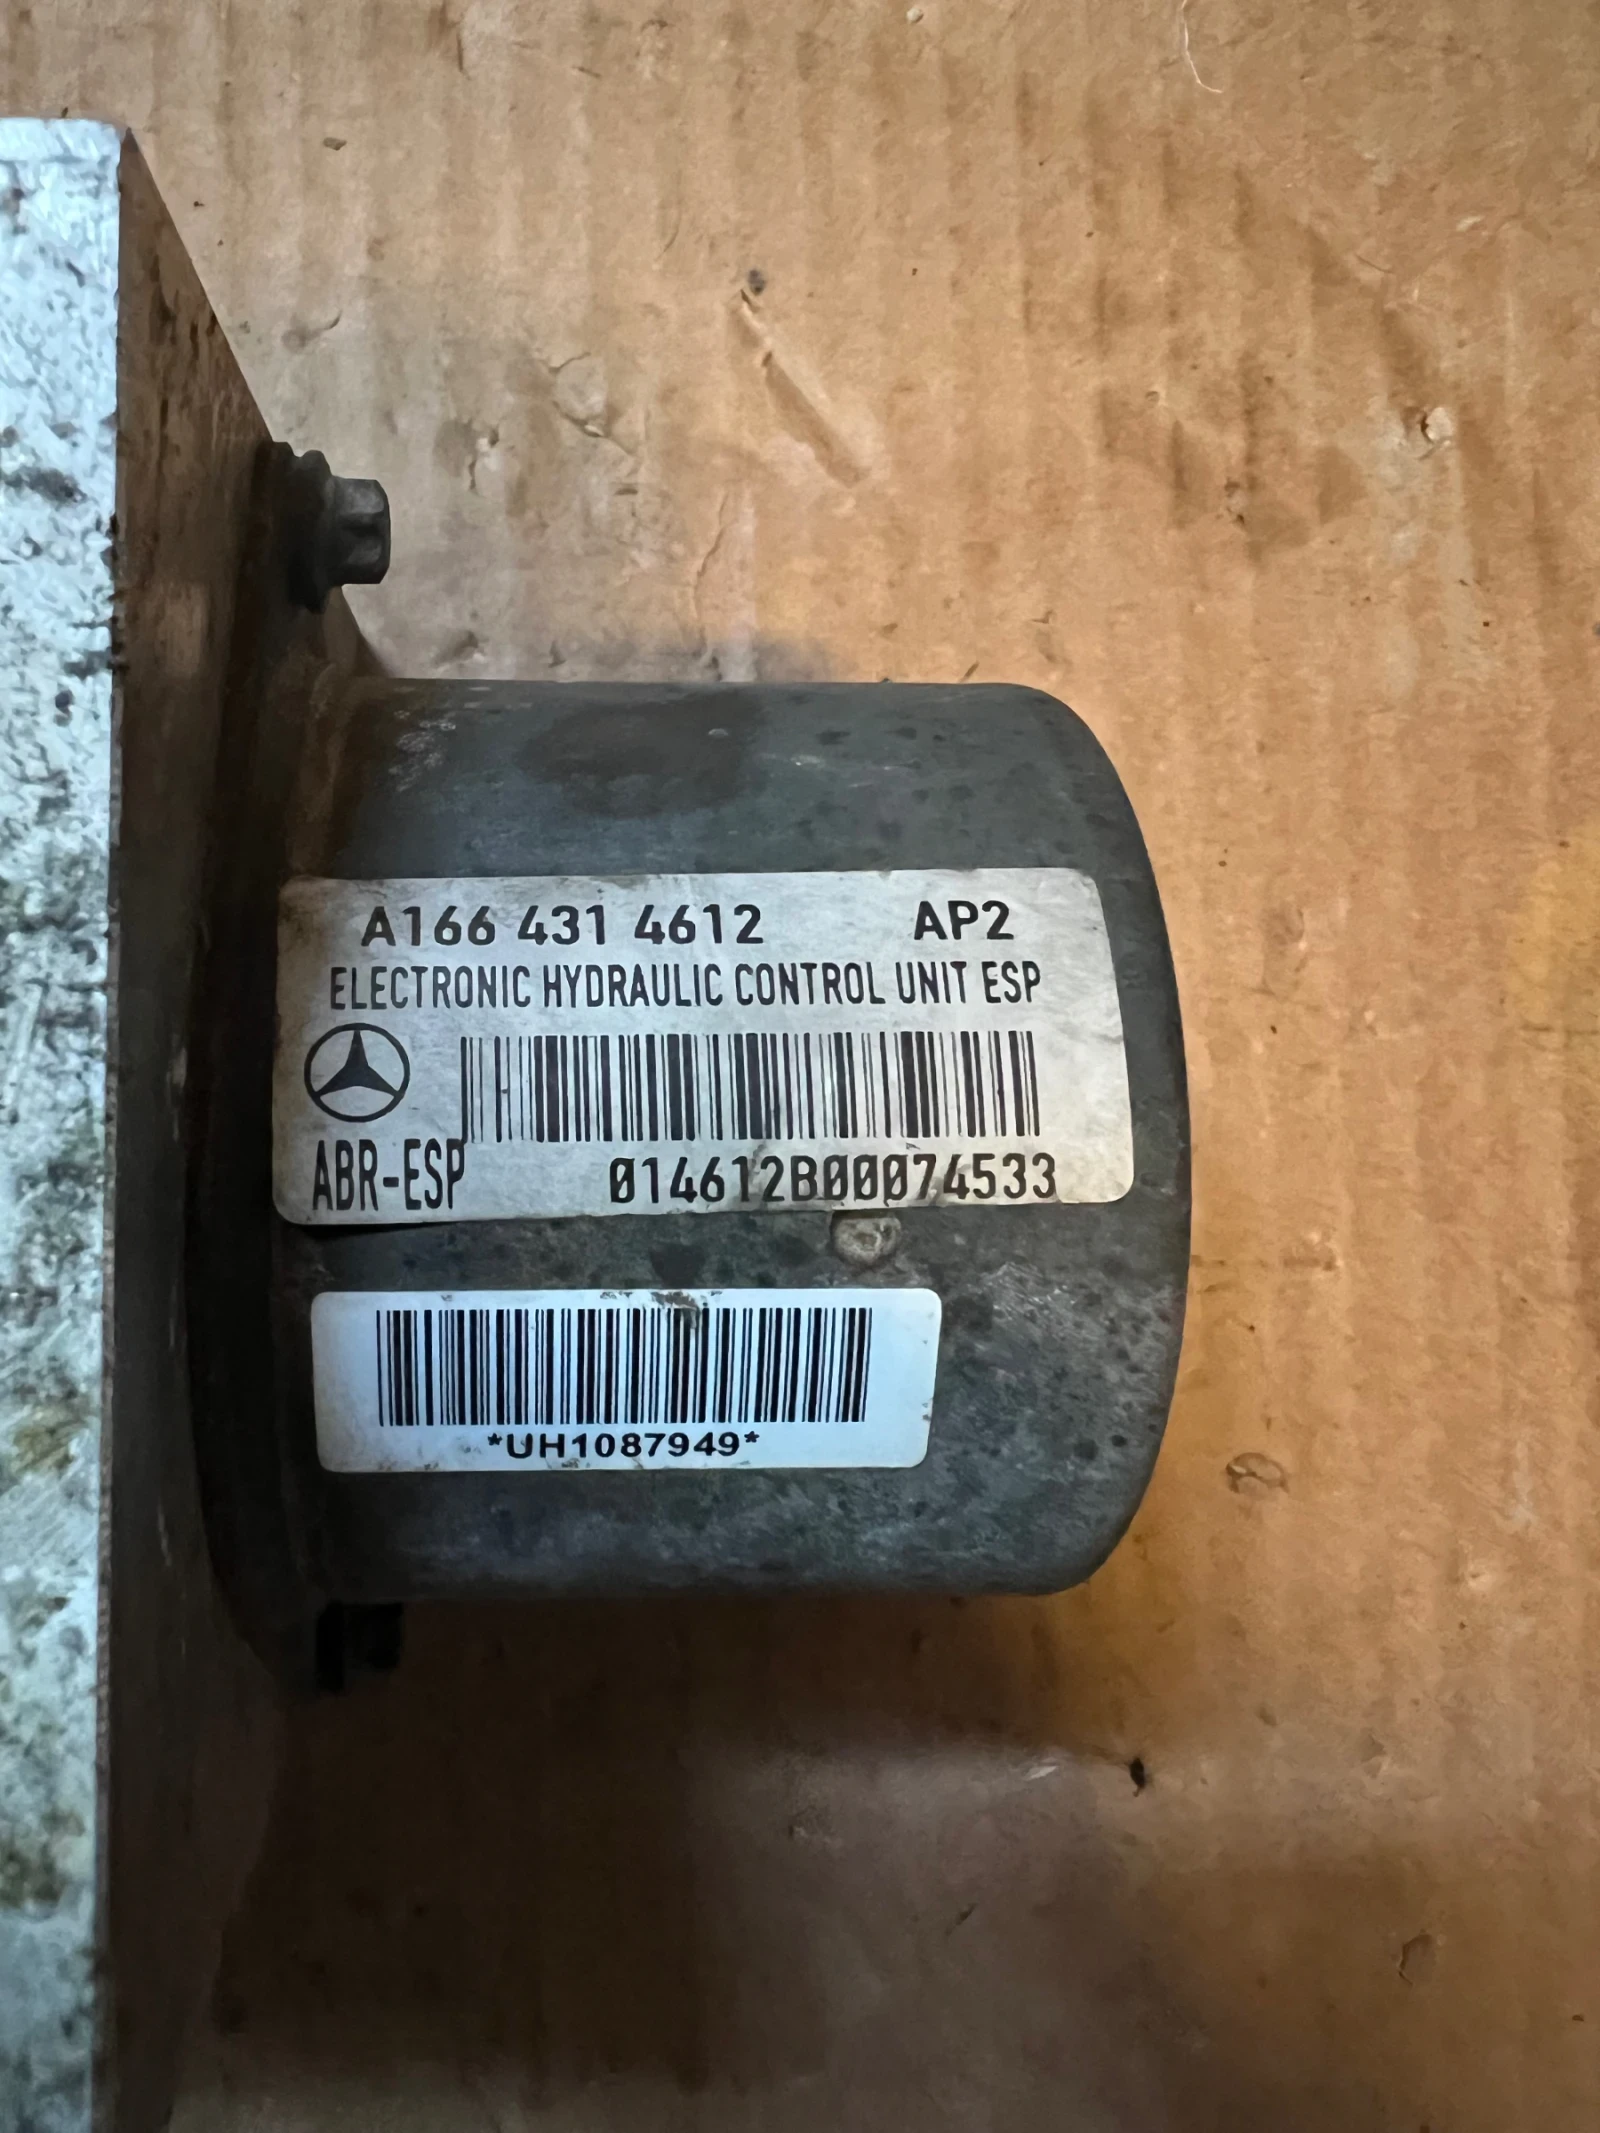 A166 431 4612 AP2
ELECTRONIC HYDRAULIC CONTROL UNIT ESP
ABR-ESP 014612B00074533
*UH1087949*